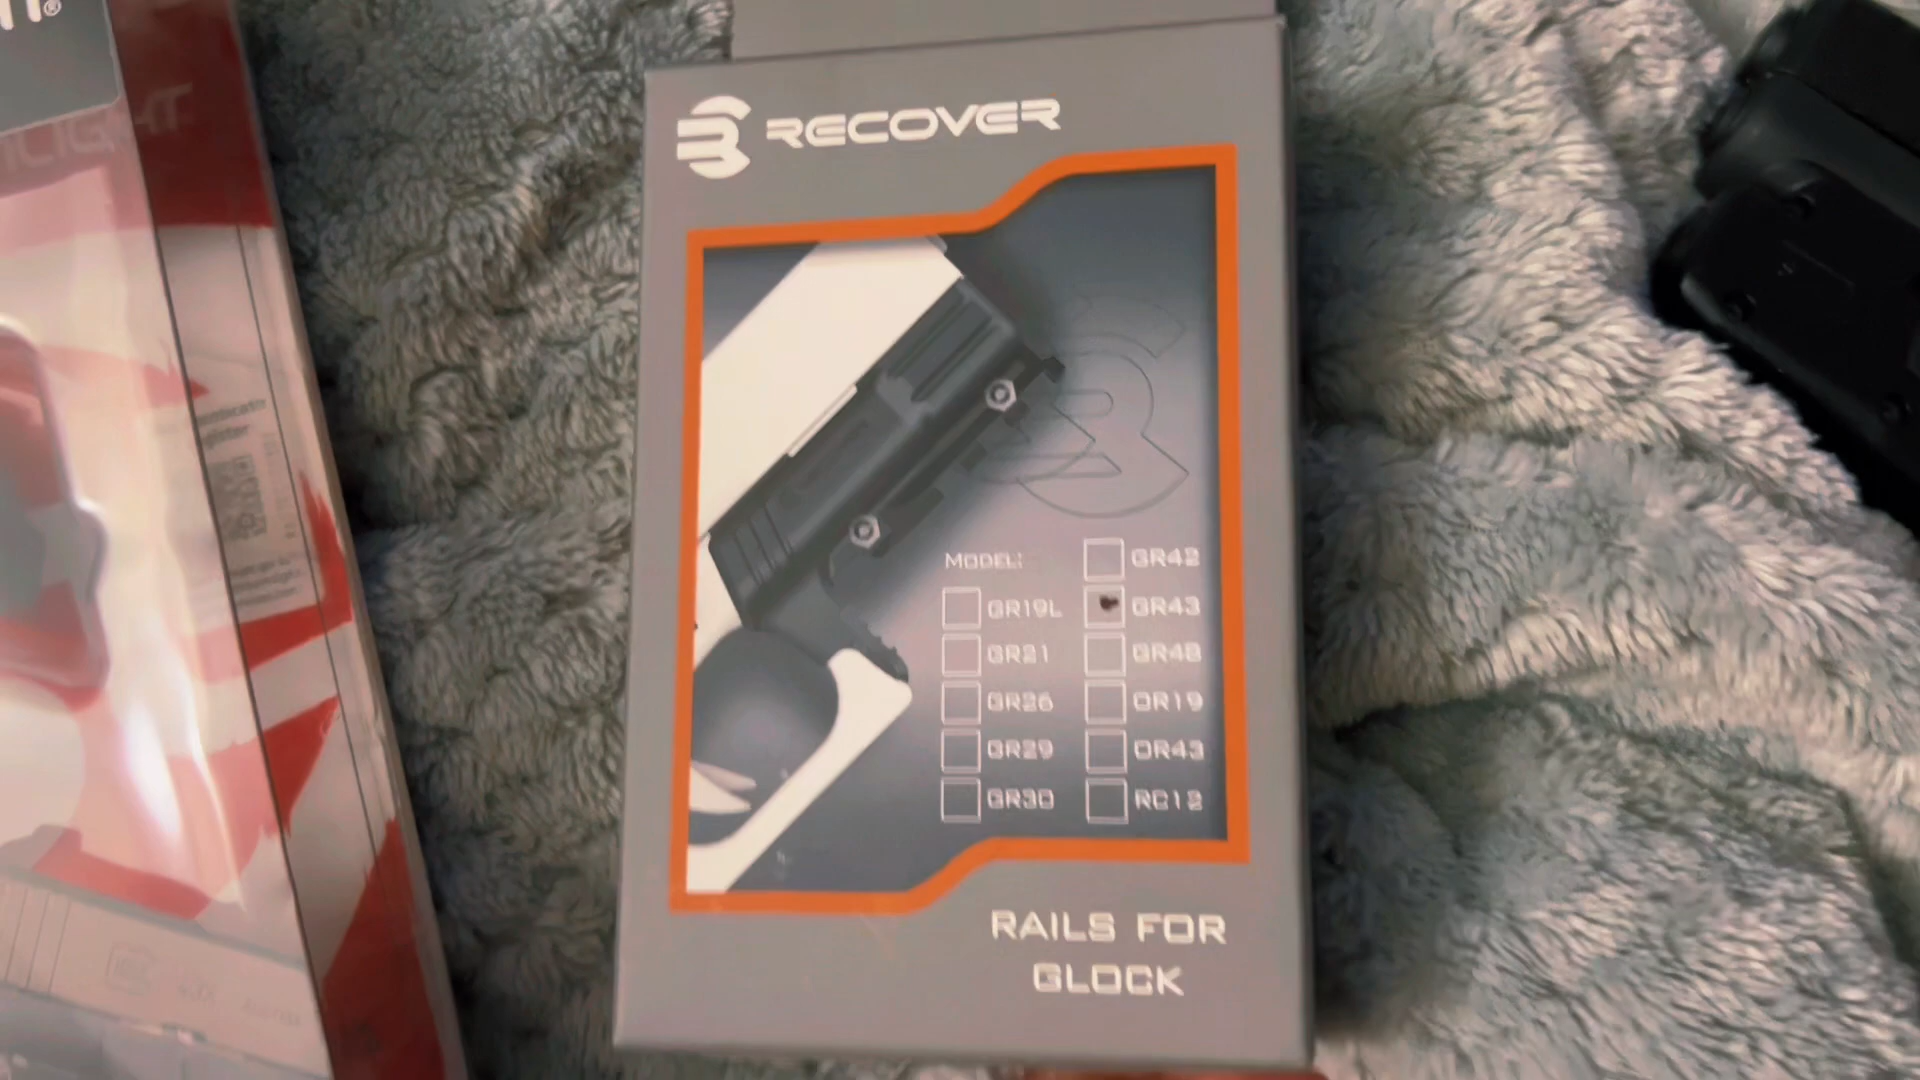 RECOVER
MODEL:
GR19L
GR21
GR26
GR29
GR30
GR42
GR43
GR48
OR19
OR43
RC12
RAILS FOR
GLOCK